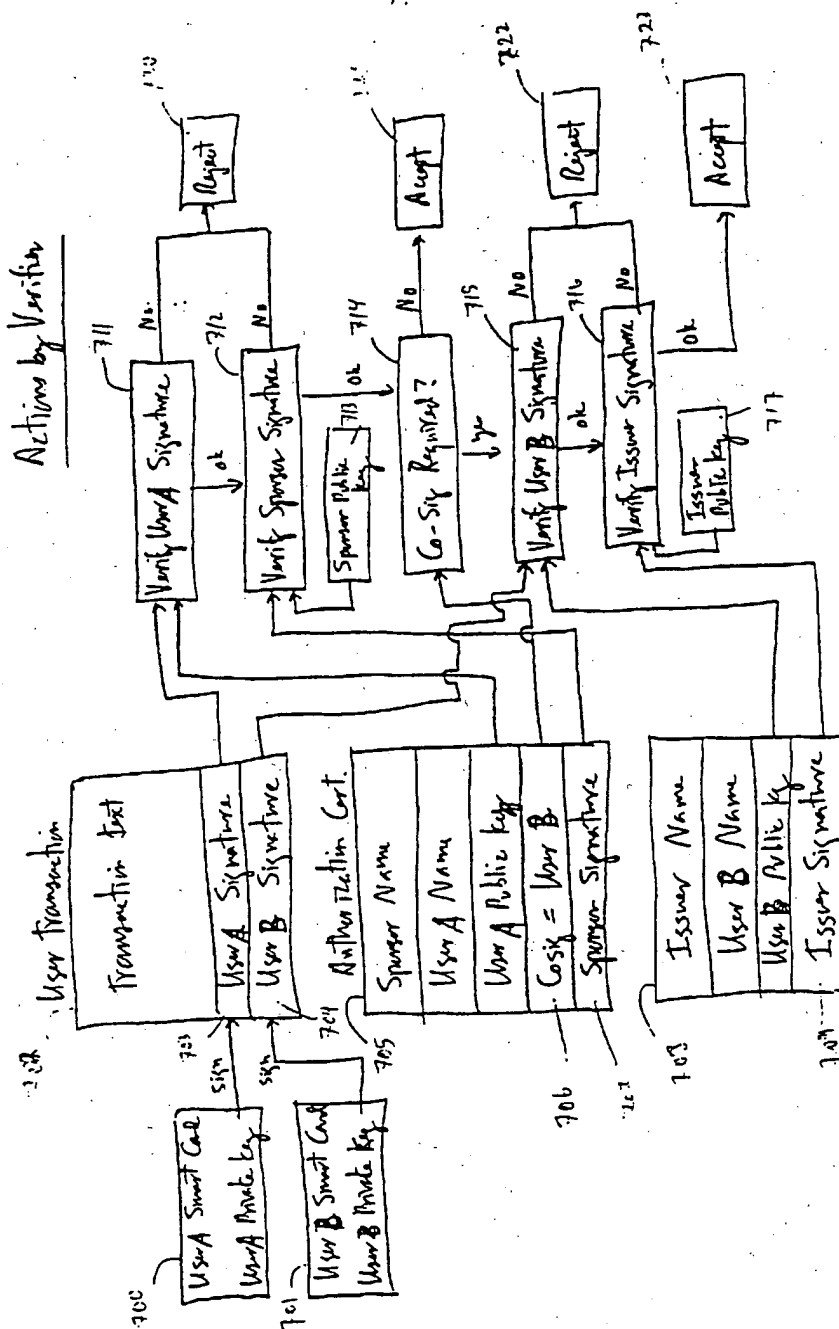 Actions by Verifier
User Transaction
Transaction text
User A Signature
User B Signature
703
704
700
User A Smart Card
User A Private Key
sign
701
User B Smart Card
User B Private Key
sign
Authorization Cert.
705
Sponsor Name
User A Name
User A Public Key
Cosig = User B
Sponsor Signature
706
703
Issuer Name
User B Name
User B Public Key
Issuer Signature
711
Verify User A Signature
No.
OK
712
Verify Sponsor Signature
No
OK
Reject
713
Sponsor Public
Key
714
Co-Sig Required?
No
Accept
yes
715
Verify User B Signature
No
OK
716
Verify Issuer Signature
No
722
Reject
OK
717
Issuer
Public Key
723
Accept